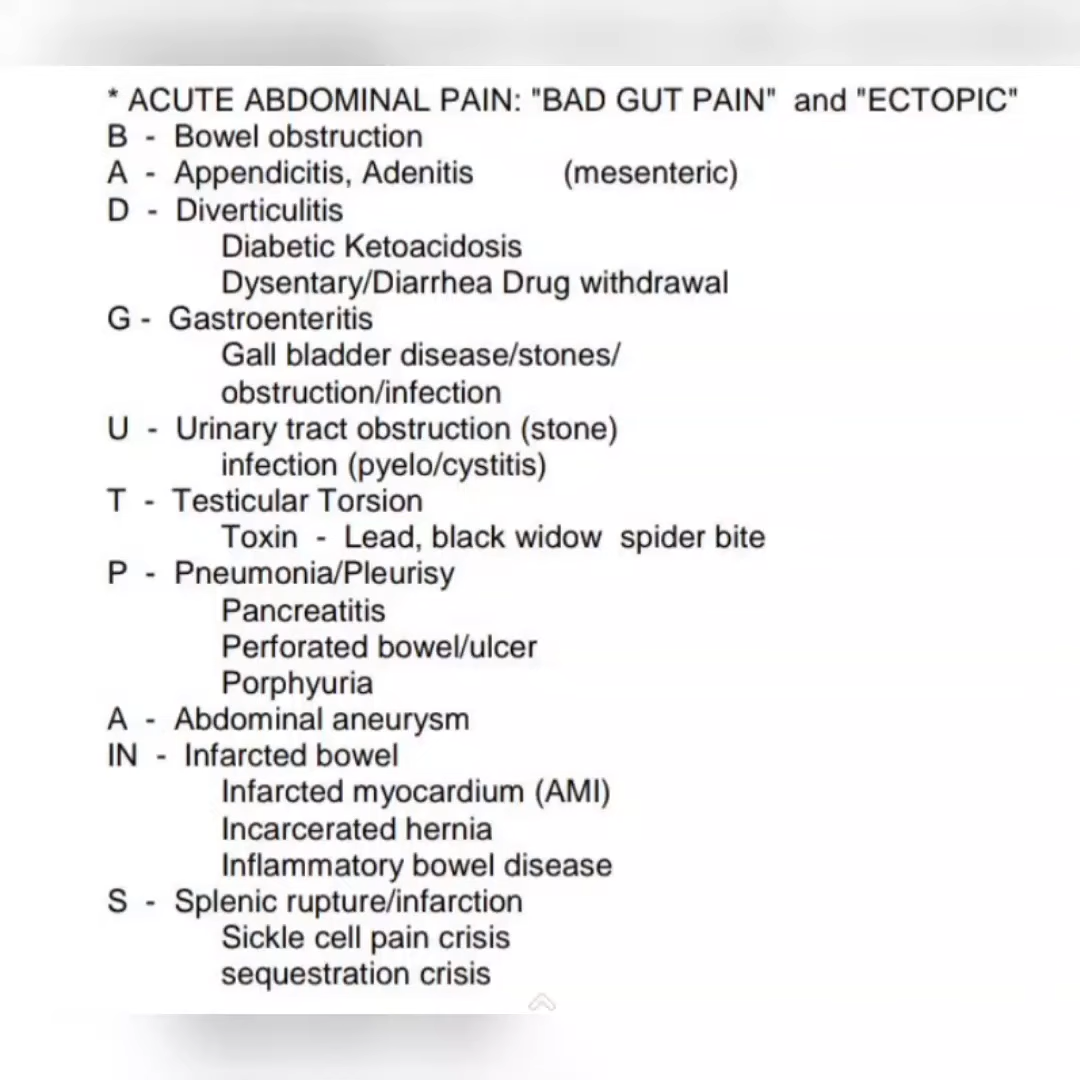 * ACUTE ABDOMINAL PAIN: "BAD GUT PAIN" and "ECTOPIC"
B - Bowel obstruction
A - Appendicitis, Adenitis (mesenteric)
D - Diverticulitis
Diabetic Ketoacidosis
Dysentary/Diarrhea Drug withdrawal
G - Gastroenteritis
Gall bladder disease/stones/
obstruction/infection
U - Urinary tract obstruction (stone)
infection (pyelo/cystitis)
T - Testicular Torsion
Toxin - Lead, black widow spider bite
P - Pneumonia/Pleurisy
Pancreatitis
Perforated bowel/ulcer
Porphyuria
A - Abdominal aneurysm
IN - Infarcted bowel
Infarcted myocardium (AMI)
Incarcerated hernia
Inflammatory bowel disease
S - Splenic rupture/infarction
Sickle cell pain crisis
sequestration crisis